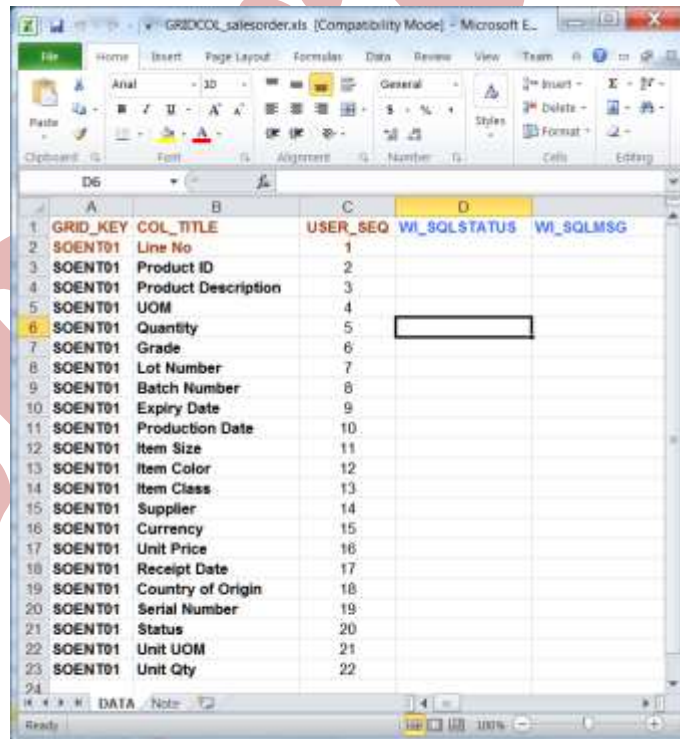 GRIDCOL_salesorder.xls [Compatibility Mode] - Microsoft E...
File Home Insert Page Layout Formulas Data Review View Team
Paste Arial 10 General Styles Insert Delete Format
Clipboard Font Alignment Number Cells Editing
D6 fx
A B C D
1 GRID_KEY COL_TITLE USER_SEQ WI_SQLSTATUS WI_SQLMSG
2 SOENT01 Line No 1
3 SOENT01 Product ID 2
4 SOENT01 Product Description 3
5 SOENT01 UOM 4
6 SOENT01 Quantity 5
7 SOENT01 Grade 6
8 SOENT01 Lot Number 7
9 SOENT01 Batch Number 8
10 SOENT01 Expiry Date 9
11 SOENT01 Production Date 10
12 SOENT01 Item Size 11
13 SOENT01 Item Color 12
14 SOENT01 Item Class 13
15 SOENT01 Supplier 14
16 SOENT01 Currency 15
17 SOENT01 Unit Price 16
18 SOENT01 Receipt Date 17
19 SOENT01 Country of Origin 18
20 SOENT01 Serial Number 19
21 SOENT01 Status 20
22 SOENT01 Unit UOM 21
23 SOENT01 Unit Qty 22
24
DATA Note
Ready 100%